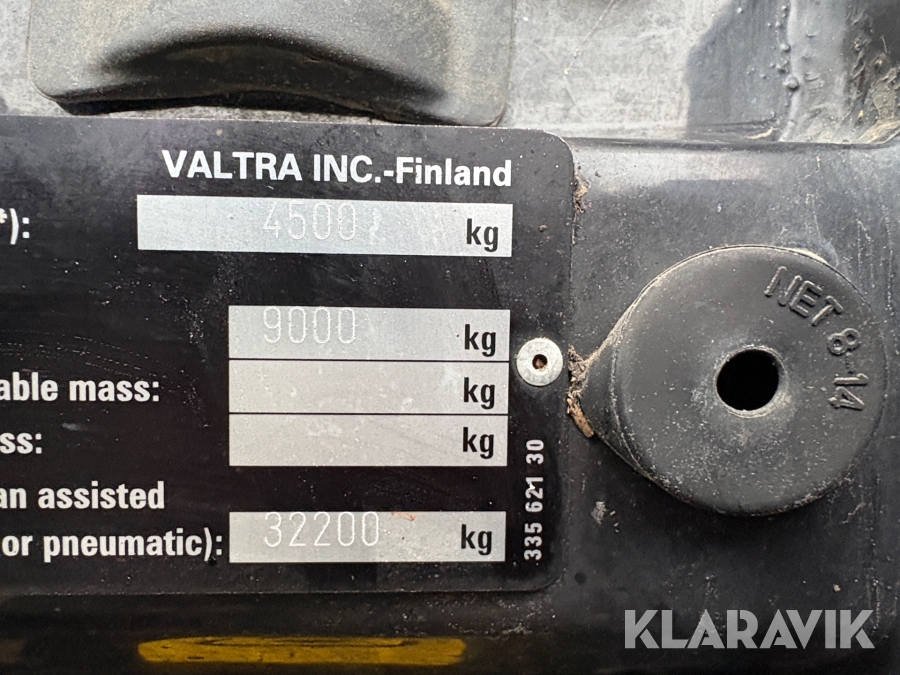 VALTRA INC.-Finland
*): 4500 kg
9000 kg
able mass: kg
ss: kg
an assisted
or pneumatic): 32200 kg
335 621 30
NET 8-14
KLARAVIK